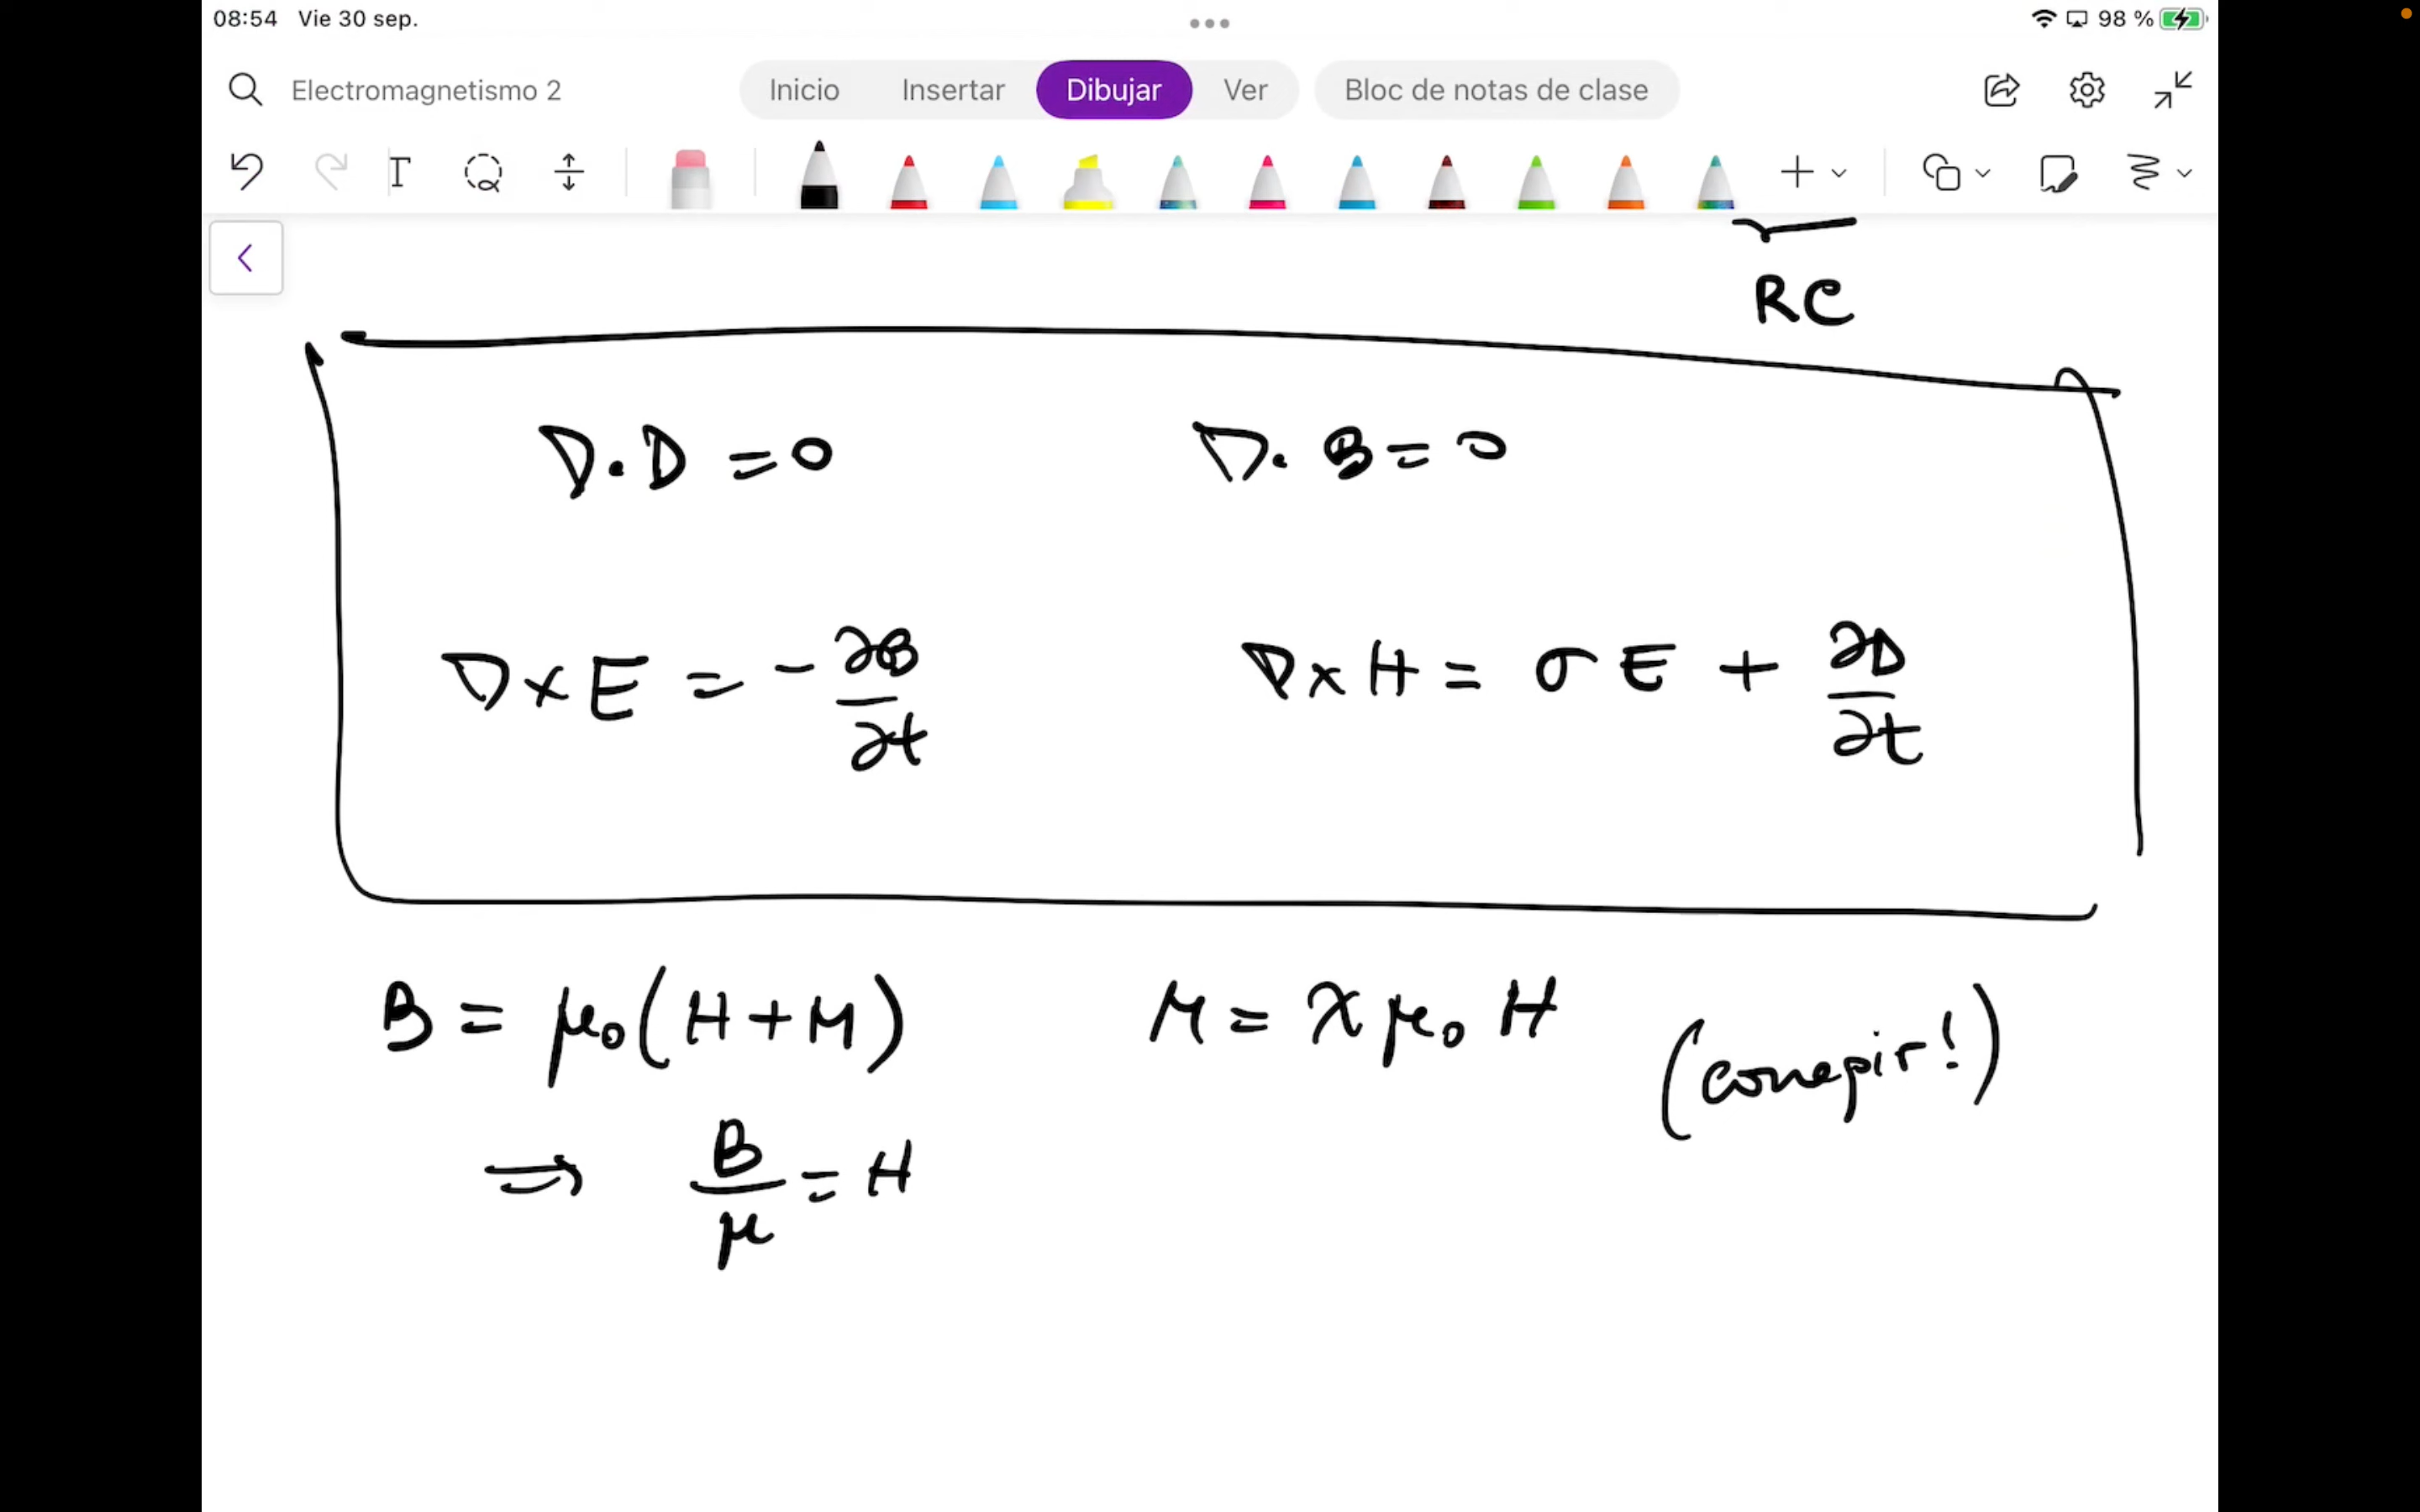 08:54 Vie 30 sep.
98 %
Electromagnetismo 2
Inicio Insertar Dibujar Ver Bloc de notas de clase
RC
∇·D = 0
∇·B = 0
∇×E = -∂B/∂t
∇×H = σE + ∂D/∂t
B = μ₀(H+M)
M = χμ₀H
(corregir!)
⇒ B/μ = H